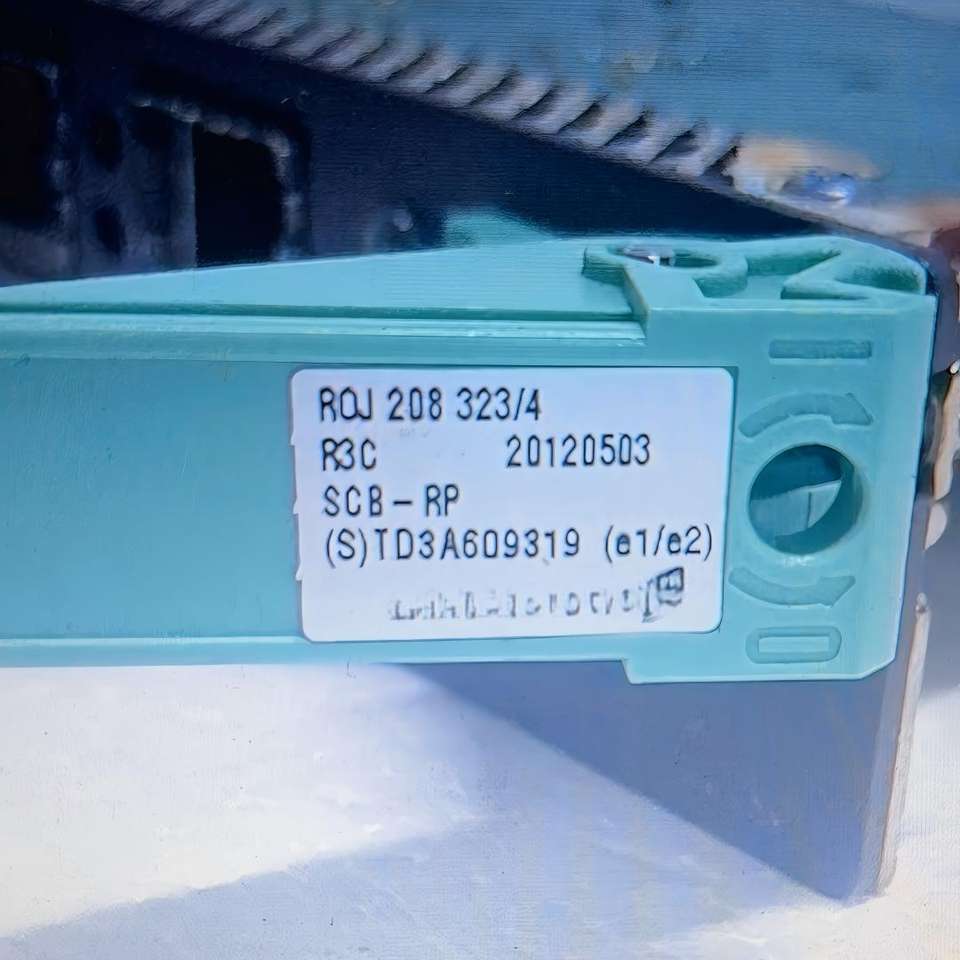 ROJ 208 323/4
R3C 20120503
SCB-RP
(S)TD3A609319 (e1/e2)